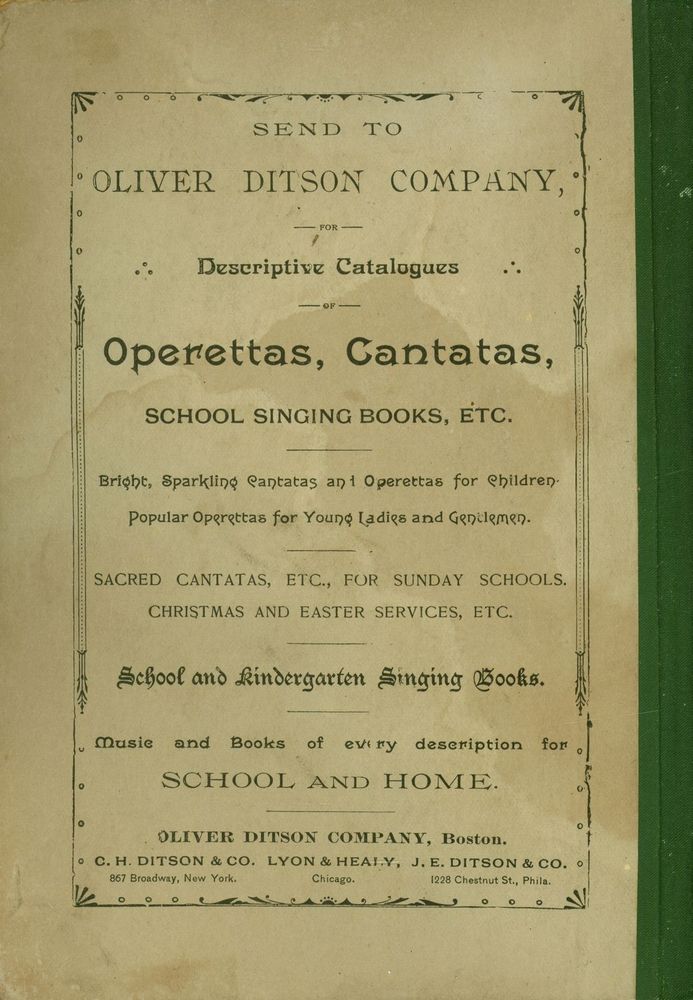 SEND TO
OLIVER DITSON COMPANY,
FOR
Descriptive Catalogues
OF
Operettas, Cantatas,
SCHOOL SINGING BOOKS, ETC.
Bright, Sparkling Cantatas and Operettas for Children.
Popular Operettas for Young Ladies and Gentlemen.
SACRED CANTATAS, ETC., FOR SUNDAY SCHOOLS.
CHRISTMAS AND EASTER SERVICES, ETC.
School and Kindergarten Singing Books.
Music and Books of every description for
SCHOOL AND HOME.
OLIVER DITSON COMPANY, Boston.
C. H. DITSON & CO. LYON & HEALY, J. E. DITSON & CO.
867 Broadway, New York. Chicago. 1228 Chestnut St., Phila.